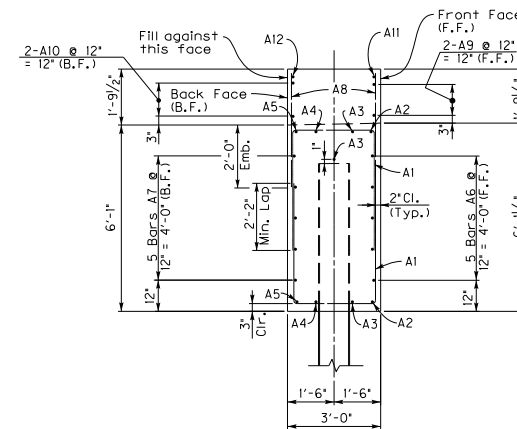 Front Face
(F.F.)
Fill against
this face
A12
A11
2-A10 @ 12"
= 12" (B.F.)
2-A9 @ 12"
= 12" (F.F.)
Back Face
(B.F.)
A8
1'-9½"
3"
3"
A5
A4
A3
A2
1"
A3
2'-0"
Emb.
A1
6'-1"
5 Bars A7 @
12" = 4'-0" (B.F.)
2'-2"
Min. Lap
2" Cl.
(Typ.)
5 Bars A6 @
12" = 4'-0" (F.F.)
A1
12"
12"
A5
A4
A3
A2
3"
Clr.
1'-6"
1'-6"
3'-0"